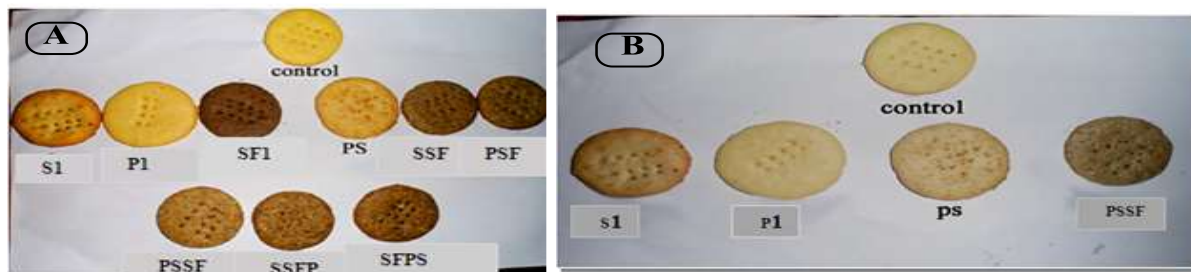 A
control
S1 P1 SF1 PS SSF PSF
PSSF SSFP SFPS
B
control
S1 P1 ps PSSF